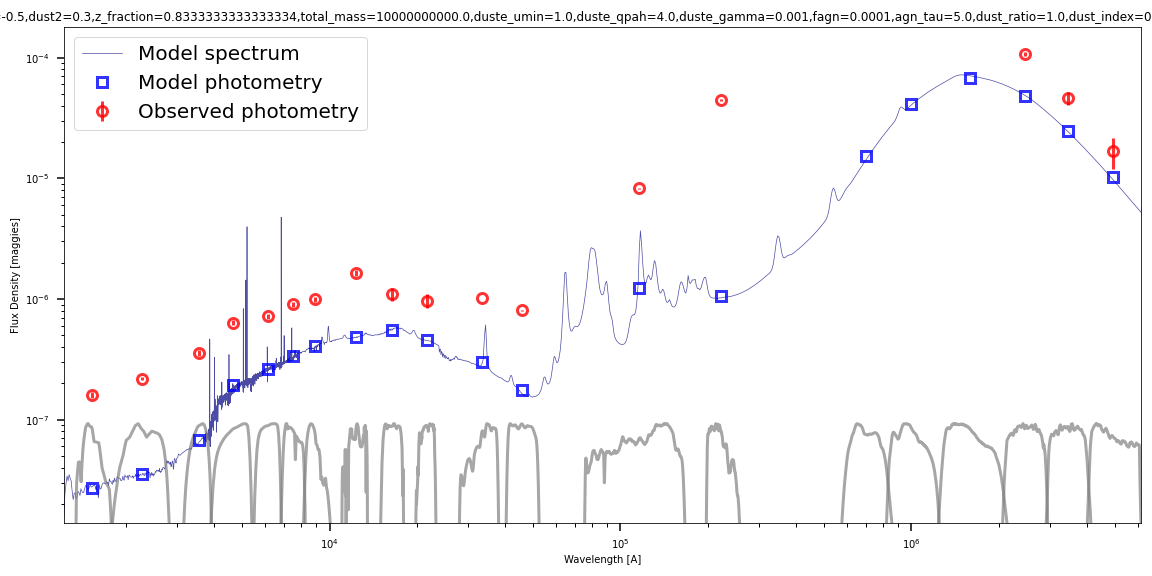 =-0.5,dust2=0.3,z_fraction=0.8333333333333334,total_mass=10000000000.0,duste_umin=1.0,duste_qpah=4.0,duste_gamma=0.001,fagn=0.0001,agn_tau=5.0,dust_ratio=1.0,dust_index=0
Model spectrum
Model photometry
Observed photometry
Flux Density [maggies]
10⁻⁴
10⁻⁵
10⁻⁶
10⁻⁷
10⁴
10⁵
10⁶
Wavelength [A]